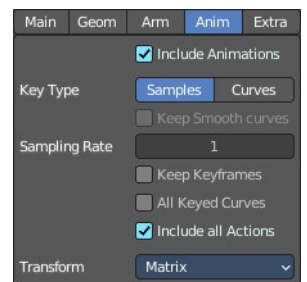 Main Geom Arm Anim Extra
Include Animations
Key Type Samples Curves
Keep Smooth curves
Sampling Rate 1
Keep Keyframes
All Keyed Curves
Include all Actions
Transform Matrix